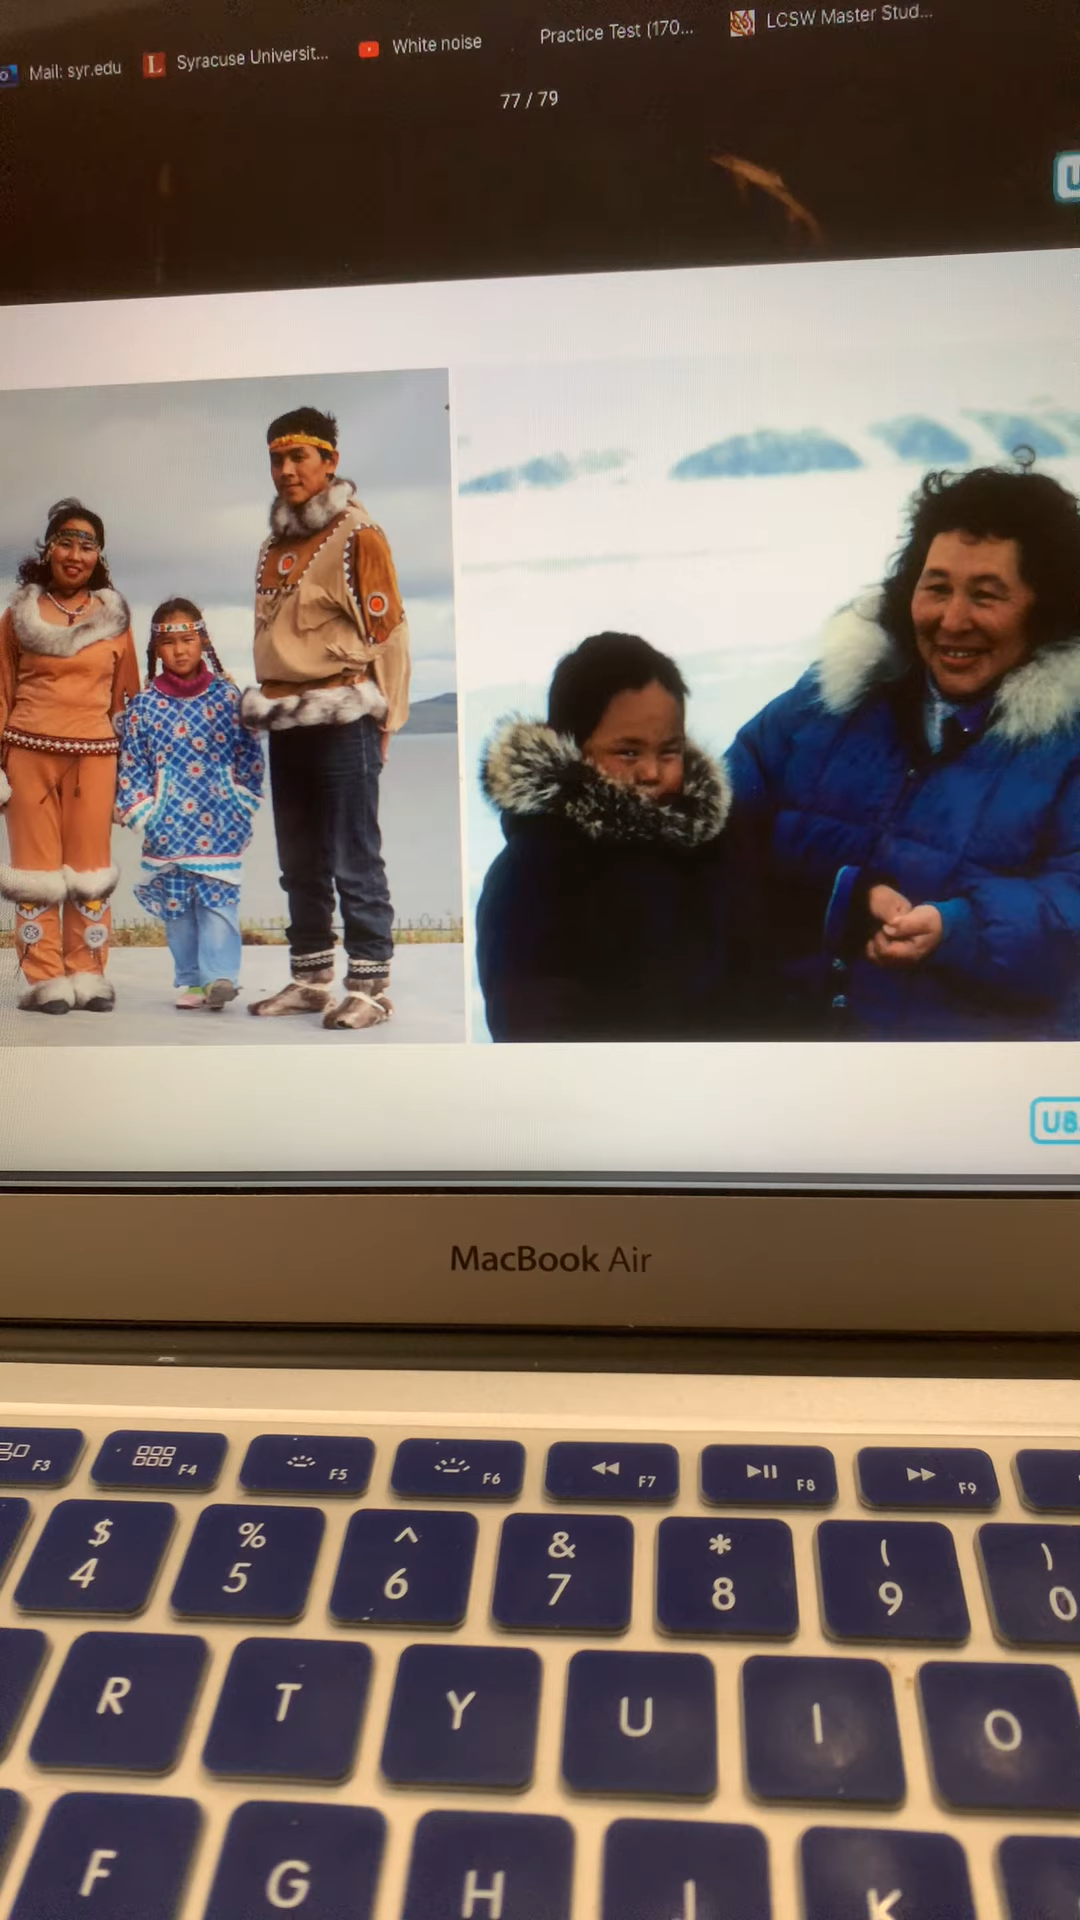 Mail: syr.edu
L Syracuse Universit...
White noise
Practice Test (170...
LCSW Master Stud...
77 / 79
U
U8
MacBook Air
F3
F4
F5
F6
F7
F8
F9
$ % ^ & * ( )
4 5 6 7 8 9 0
R T Y U I O
F G H J K